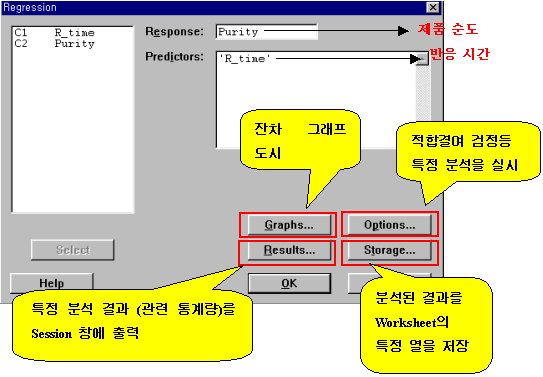 Regression
C1 R_time
C2 Purity
Response: Purity
제품 순도
Predictors:
반응 시간
'R_time'
잔차 그래프
도시
적합결여 검정등
특정 분석을 실시
Graphs...
Options...
Select
Results...
Storage...
Help
OK
특정 분석 결과 (관련 통계량)를
Session 창에 출력
분석된 결과를
Worksheet의
특정 열을 저장